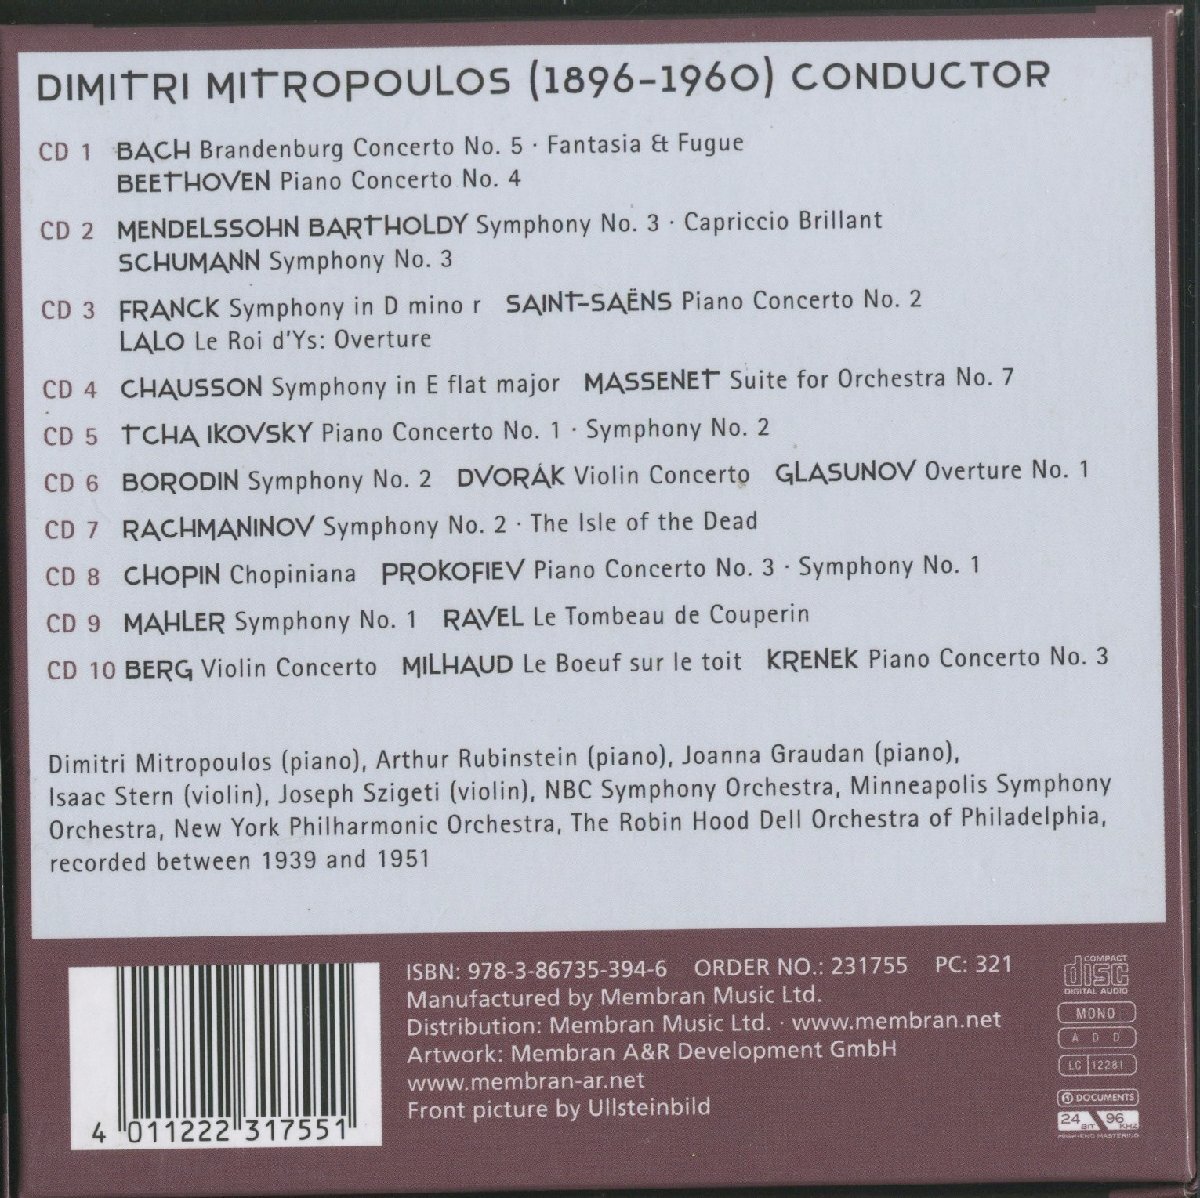 DIMITRI MITROPOULOS (1896-1960) CONDUCTOR
CD 1 BACH Brandenburg Concerto No. 5 · Fantasia & Fugue
BEETHOVEN Piano Concerto No. 4
CD 2 MENDELSSOHN BARTHOLDY Symphony No. 3 · Capriccio Brillant
SCHUMANN Symphony No. 3
CD 3 FRANCK Symphony in D mino r SAINT-SAËNS Piano Concerto No. 2
LALO Le Roi d'Ys: Overture
CD 4 CHAUSSON Symphony in E flat major MASSENET Suite for Orchestra No. 7
CD 5 TCHA IKOVSKY Piano Concerto No. 1 · Symphony No. 2
CD 6 BORODIN Symphony No. 2 DVORÁK Violin Concerto GLASUNOV Overture No. 1
CD 7 RACHMANINOV Symphony No. 2 · The Isle of the Dead
CD 8 CHOPIN Chopiniana PROKOFIEV Piano Concerto No. 3 · Symphony No. 1
CD 9 MAHLER Symphony No. 1 RAVEL Le Tombeau de Couperin
CD 10 BERG Violin Concerto MILHAUD Le Boeuf sur le toit KRENEK Piano Concerto No. 3
Dimitri Mitropoulos (piano), Arthur Rubinstein (piano), Joanna Graudan (piano),
Isaac Stern (violin), Joseph Szigeti (violin), NBC Symphony Orchestra, Minneapolis Symphony
Orchestra, New York Philharmonic Orchestra, The Robin Hood Dell Orchestra of Philadelphia,
recorded between 1939 and 1951
ISBN: 978-3-86735-394-6 ORDER NO.: 231755 PC: 321
Manufactured by Membran Music Ltd.
Distribution: Membran Music Ltd. · www.membran.net
Artwork: Membran A&R Development GmbH
www.membran-ar.net
Front picture by Ullsteinbild
4 011222 317551
COMPACT
disc
DIGITAL AUDIO
MONO
A D D
LC 12281
DOCUMENTS
24 BIT 96 KHz
HIGH-END MASTERING